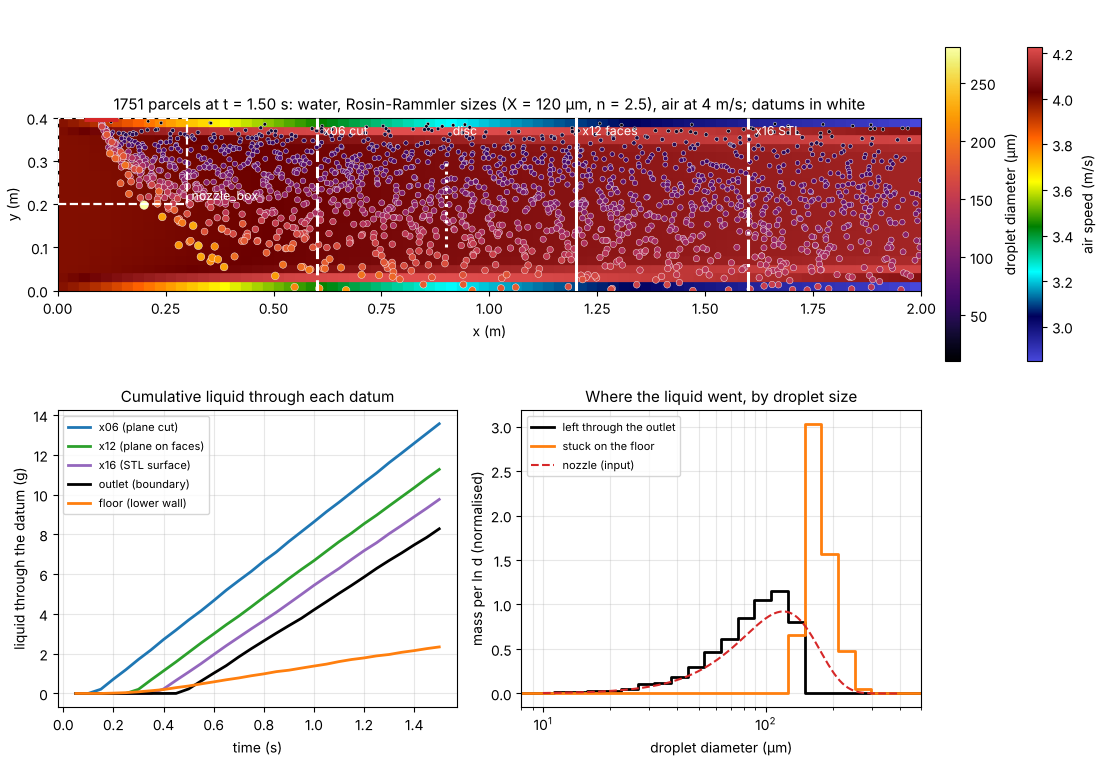 1751 parcels at t = 1.50 s: water, Rosin-Rammler sizes (X = 120 µm, n = 2.5), air at 4 m/s; datums in white
y (m)
0.4
0.3
0.2
0.1
0.0
x06 cut
disc
x12 faces
x16 STL
nozzle_box
0.00
0.25
0.50
0.75
1.00
1.25
1.50
1.75
2.00
x (m)
250
200
150
100
50
droplet diameter (µm)
4.2
4.0
3.8
3.6
3.4
3.2
3.0
air speed (m/s)
Cumulative liquid through each datum
liquid through the datum (g)
14
12
10
8
6
4
2
0
x06 (plane cut)
x12 (plane on faces)
x16 (STL surface)
outlet (boundary)
floor (lower wall)
0.0
0.2
0.4
0.6
0.8
1.0
1.2
1.4
time (s)
Where the liquid went, by droplet size
mass per ln d (normalised)
3.0
2.5
2.0
1.5
1.0
0.5
0.0
left through the outlet
stuck on the floor
nozzle (input)
10¹
10²
droplet diameter (µm)